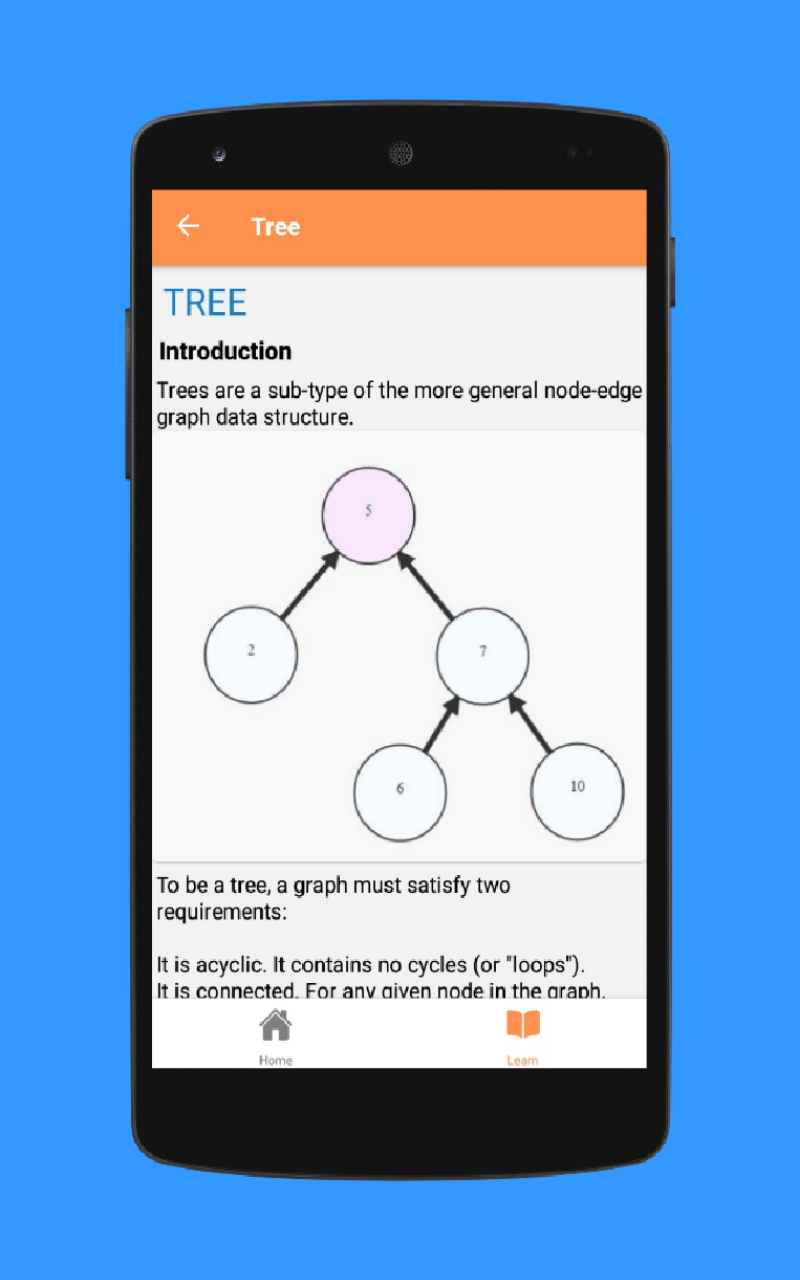 Tree
TREE
Introduction
Trees are a sub-type of the more general node-edge
graph data structure.
5
2
7
6
10
To be a tree, a graph must satisfy two
requirements:
It is acyclic. It contains no cycles (or "loops").
It is connected. For any given node in the graph,
Home
Learn